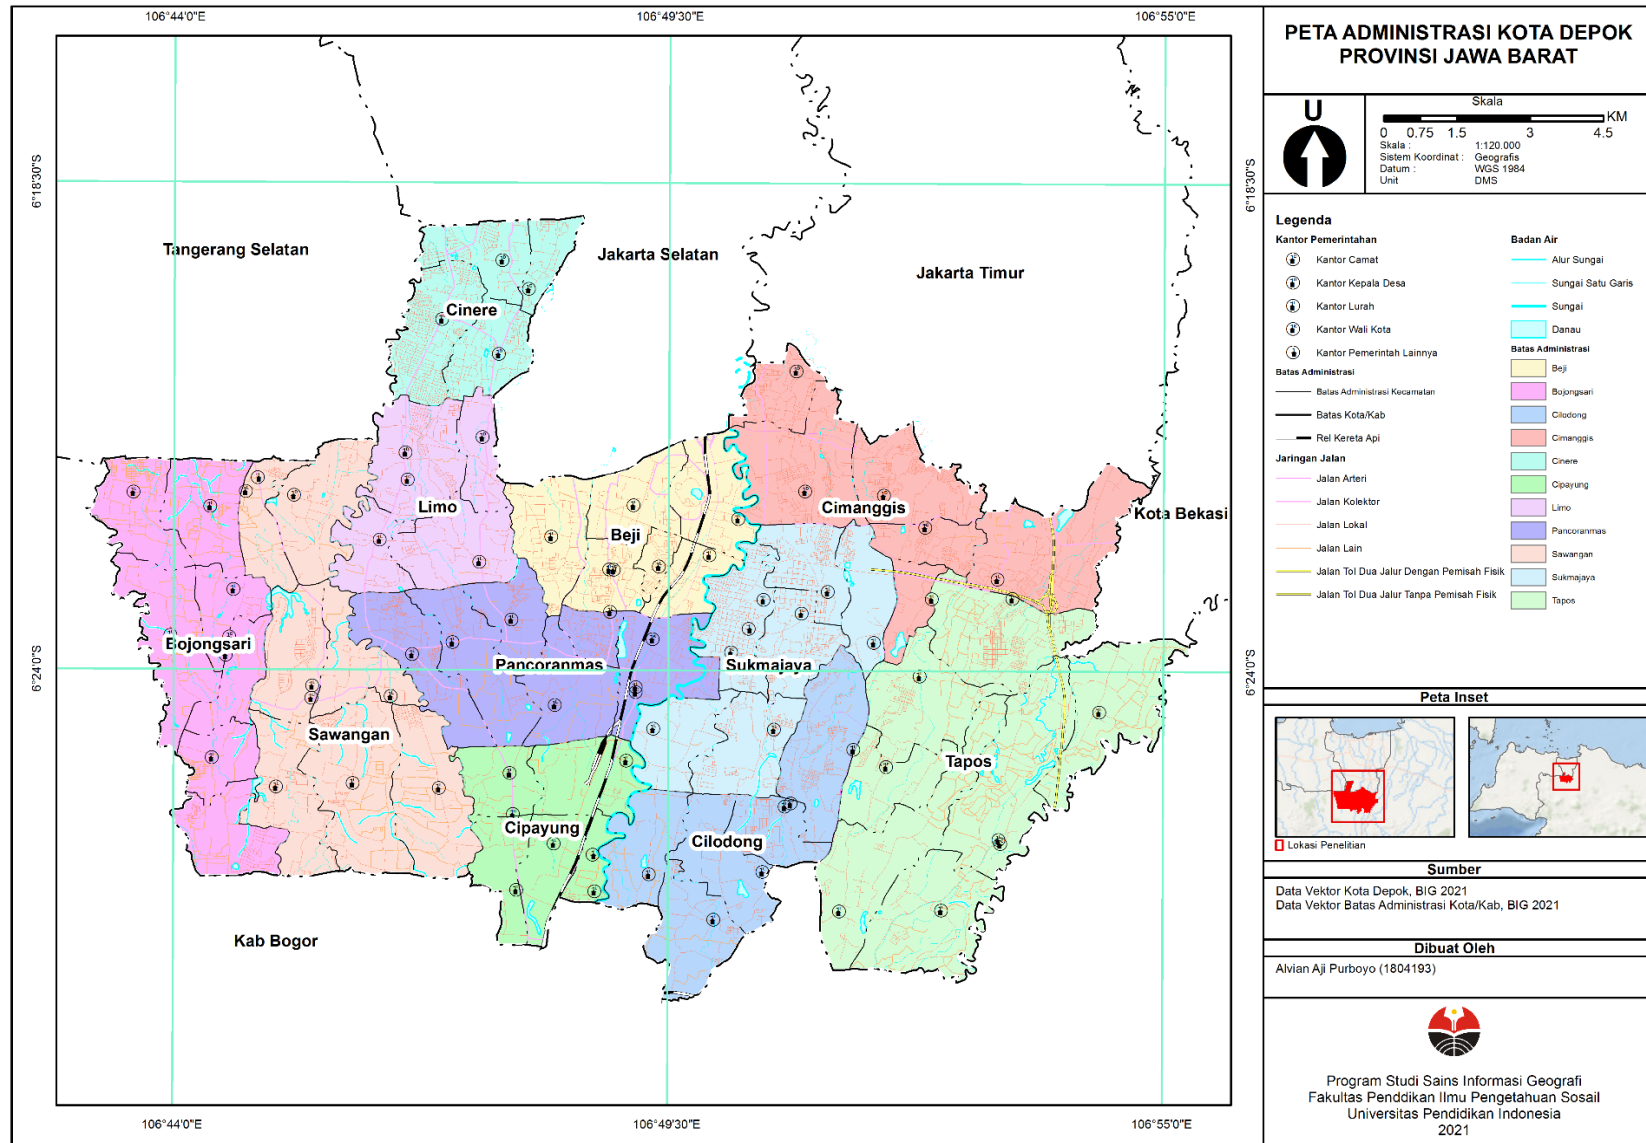 106°44'0"E
106°49'30"E
106°55'0"E
6°18'30"S
6°18'30"S
6°24'0"S
6°24'0"S
Tangerang Selatan
Jakarta Selatan
Jakarta Timur
Cinere
Limo
Beji
Cimanggis
Kota Bekasi
Bojongsari
Pancoranmas
Sukmajaya
Sawangan
Tapos
Cipayung
Cilodong
Kab Bogor
106°44'0"E
106°49'30"E
106°55'0"E
PETA ADMINISTRASI KOTA DEPOK
PROVINSI JAWA BARAT
U
Skala
KM
0 0.75 1.5 3 4.5
Skala : 1:120.000
Sistem Koordinat : Geografis
Datum : WGS 1984
Unit DMS
Legenda
Kantor Pemerintahan
Kantor Camat
Kantor Kepala Desa
Kantor Lurah
Kantor Wali Kota
Kantor Pemerintah Lainnya
Batas Administrasi
Batas Administrasi Kecamatan
Batas Kota/Kab
Rel Kereta Api
Jaringan Jalan
Jalan Arteri
Jalan Kolektor
Jalan Lokal
Jalan Lain
Jalan Tol Dua Jalur Dengan Pemisah Fisik
Jalan Tol Dua Jalur Tanpa Pemisah Fisik
Badan Air
Alur Sungai
Sungai Satu Garis
Sungai
Danau
Batas Administrasi
Beji
Bojongsari
Cilodong
Cimanggis
Cinere
Cipayung
Limo
Pancoranmas
Sawangan
Sukmajaya
Tapos
Peta Inset
Lokasi Penelitian
Sumber
Data Vektor Kota Depok, BIG 2021
Data Vektor Batas Administrasi Kota/Kab, BIG 2021
Dibuat Oleh
Alvian Aji Purboyo (1804193)
Program Studi Sains Informasi Geografi
Fakultas Penddikan Ilmu Pengetahuan Sosail
Universitas Pendidikan Indonesia
2021